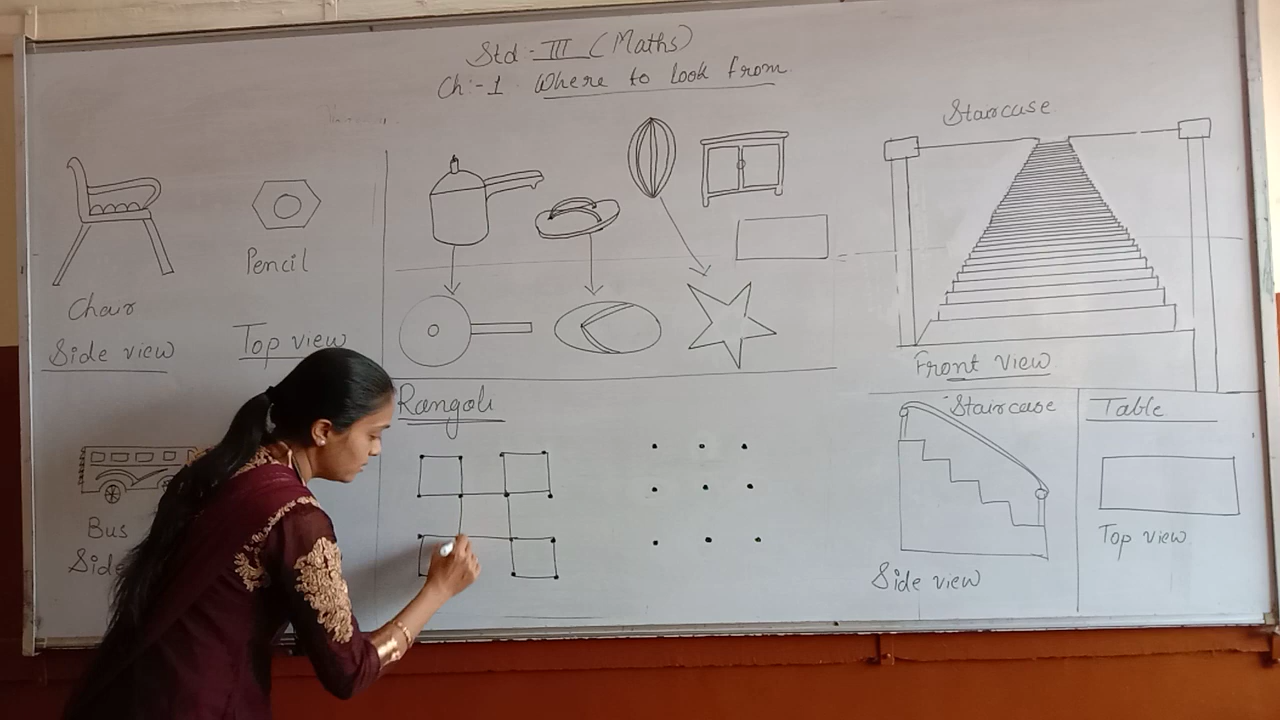 Std :- III (Maths)
Ch:-1. Where to look from
Staircase
Pencil
Chair
Side view
Top view
Front view
Rangoli
Staircase
Table
Bus
Side
Top view
Side view